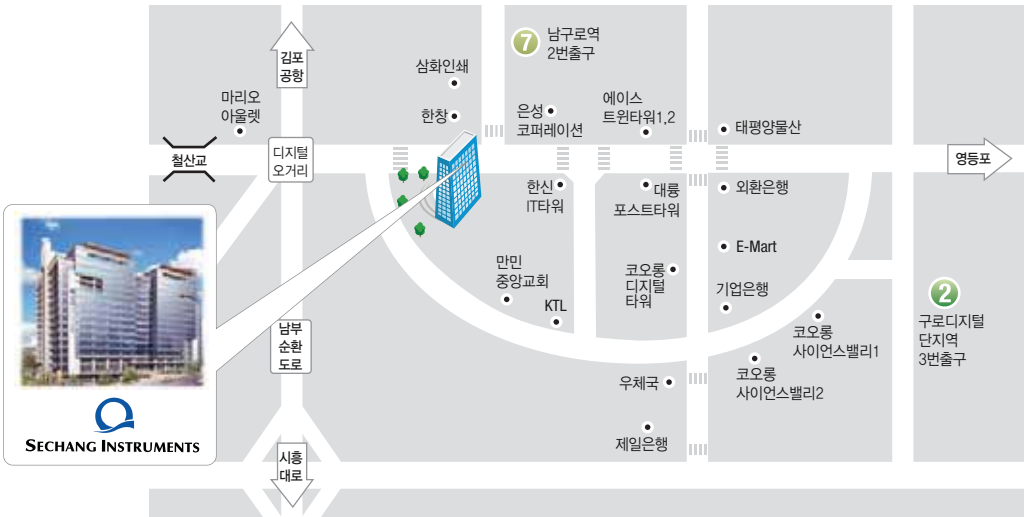 김포
공항
7
남구로역
2번출구
삼화인쇄
마리오
아울렛
한창
은성
코퍼레이션
에이스
트윈타워1,2
태평양물산
철산교
디지털
오거리
영등포
한신
IT타워
대륭
포스트타워
외환은행
E-Mart
만민
중앙교회
KTL
코오롱
디지털
타워
기업은행
2
구로디지털
단지역
3번출구
코오롱
사이언스밸리1
코오롱
사이언스밸리2
남부
순환
도로
우체국
제일은행
시흥
대로
SECHANG INSTRUMENTS